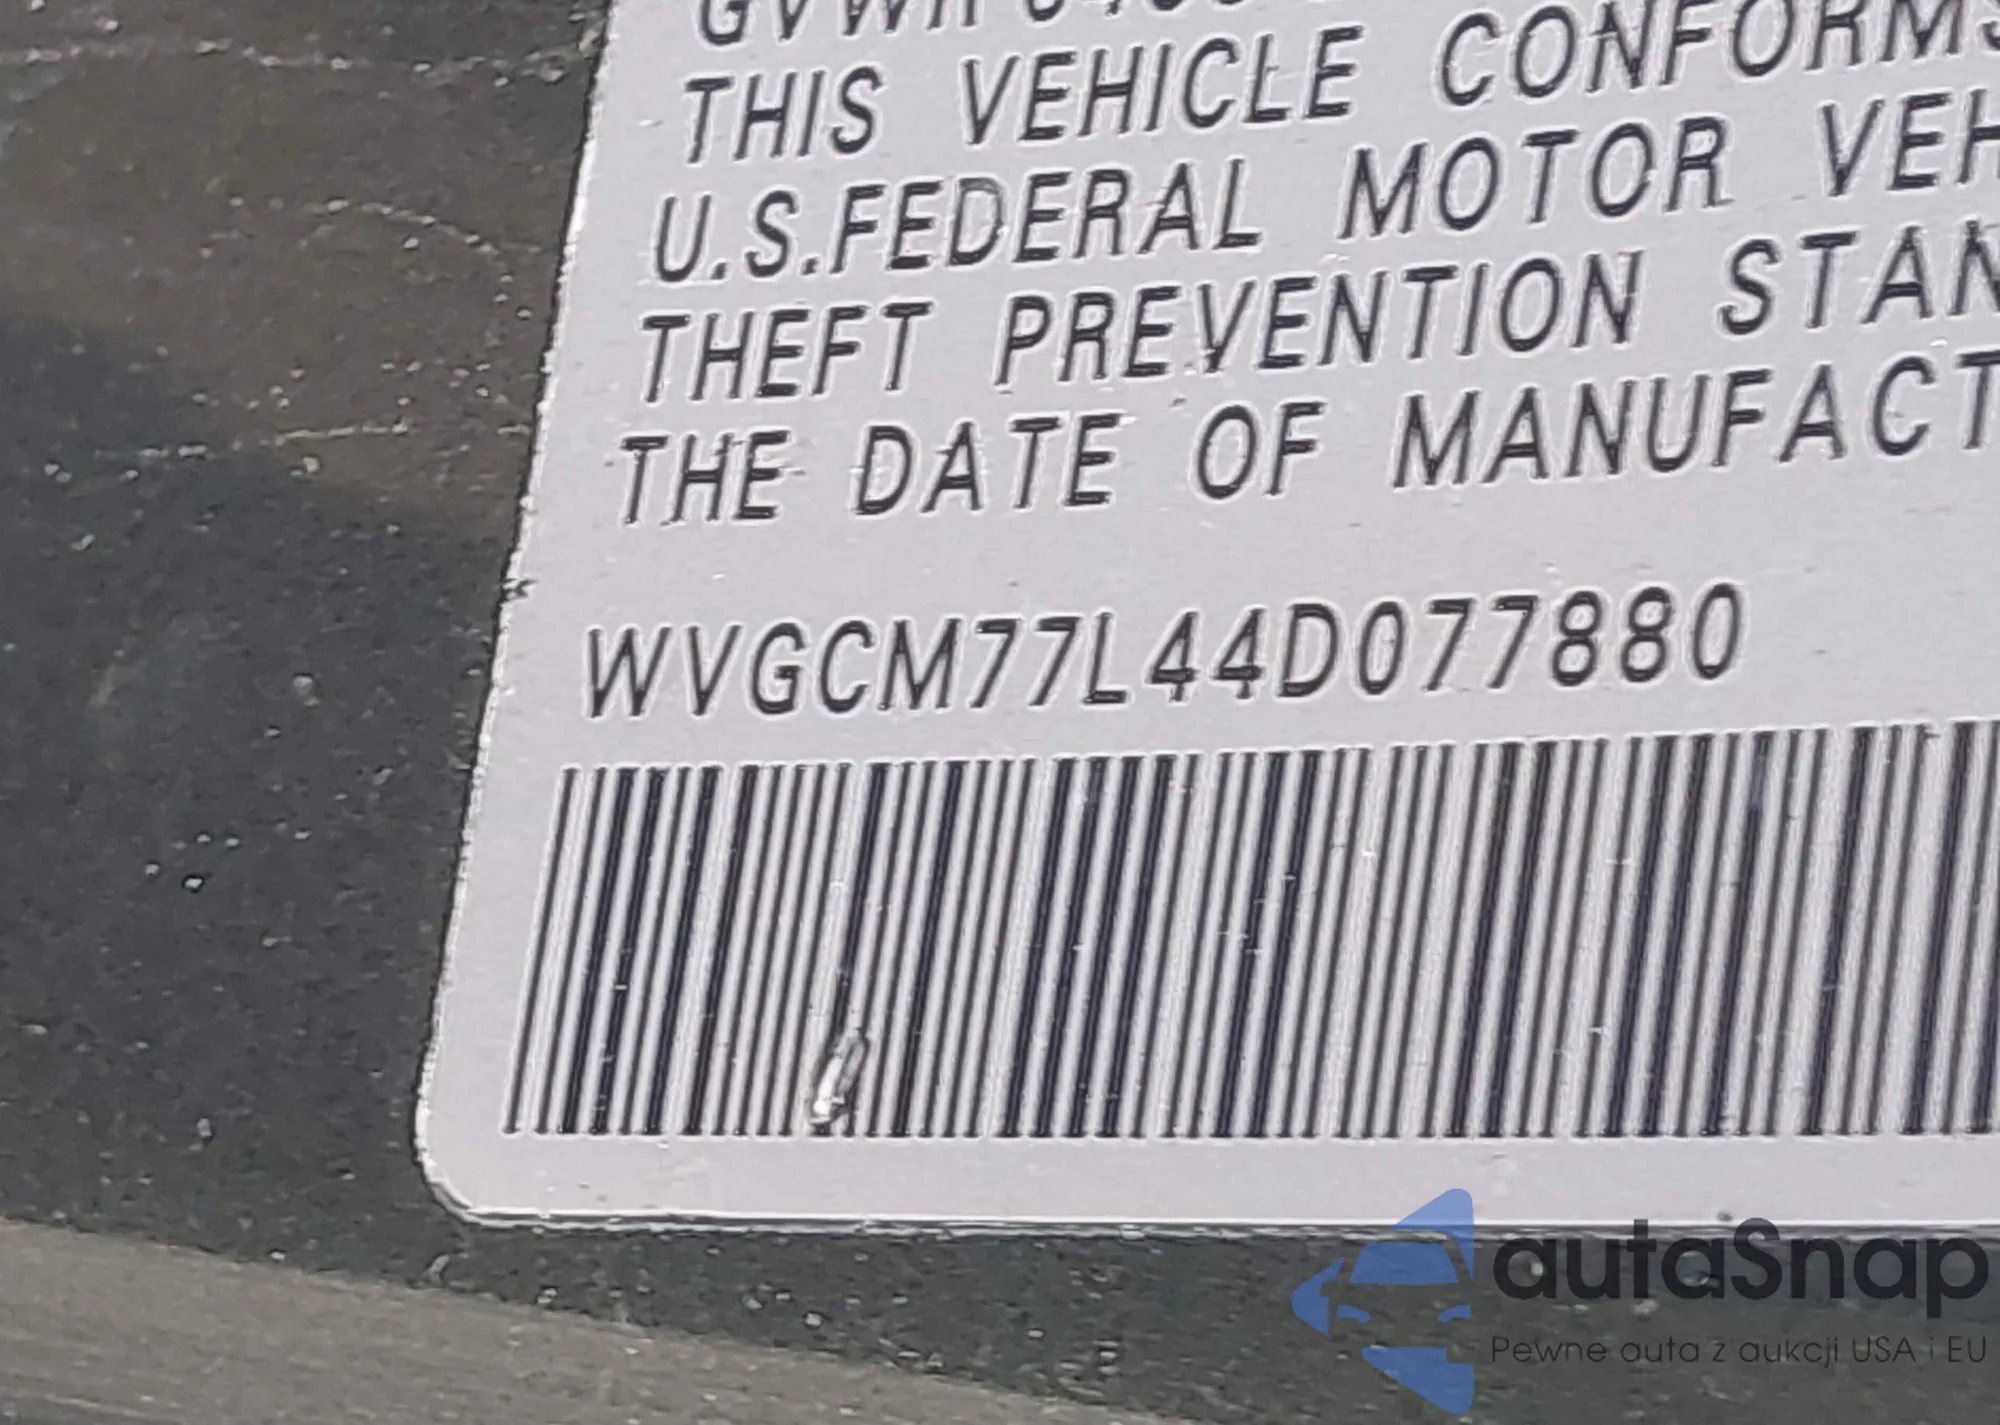 GVWR
THIS VEHICLE CONFORMS
U.S.FEDERAL MOTOR VEH
THEFT PREVENTION STAN
THE DATE OF MANUFACT
WVGCM77L44D077880
autaSnap
Pewne auta z aukcji USA i EU